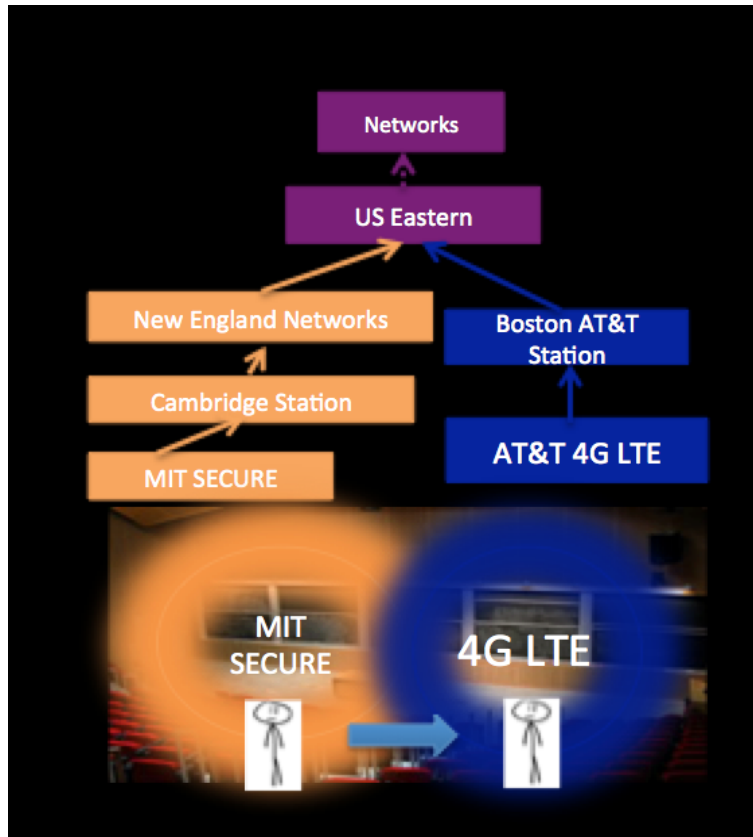 Networks
US Eastern
New England Networks
Boston AT&T
Station
Cambridge Station
AT&T 4G LTE
MIT SECURE
MIT
SECURE
4G LTE